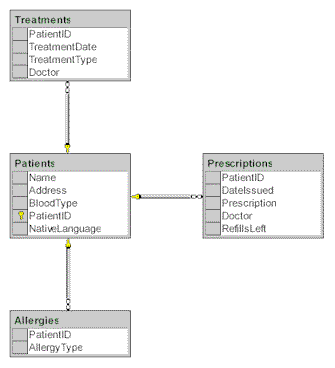 Treatments
PatientID
TreatmentDate
TreatmentType
Doctor
Patients
Name
Address
BloodType
PatientID
NativeLanguage
Prescriptions
PatientID
DateIssued
Prescription
Doctor
RefillsLeft
Allergies
PatientID
AllergyType